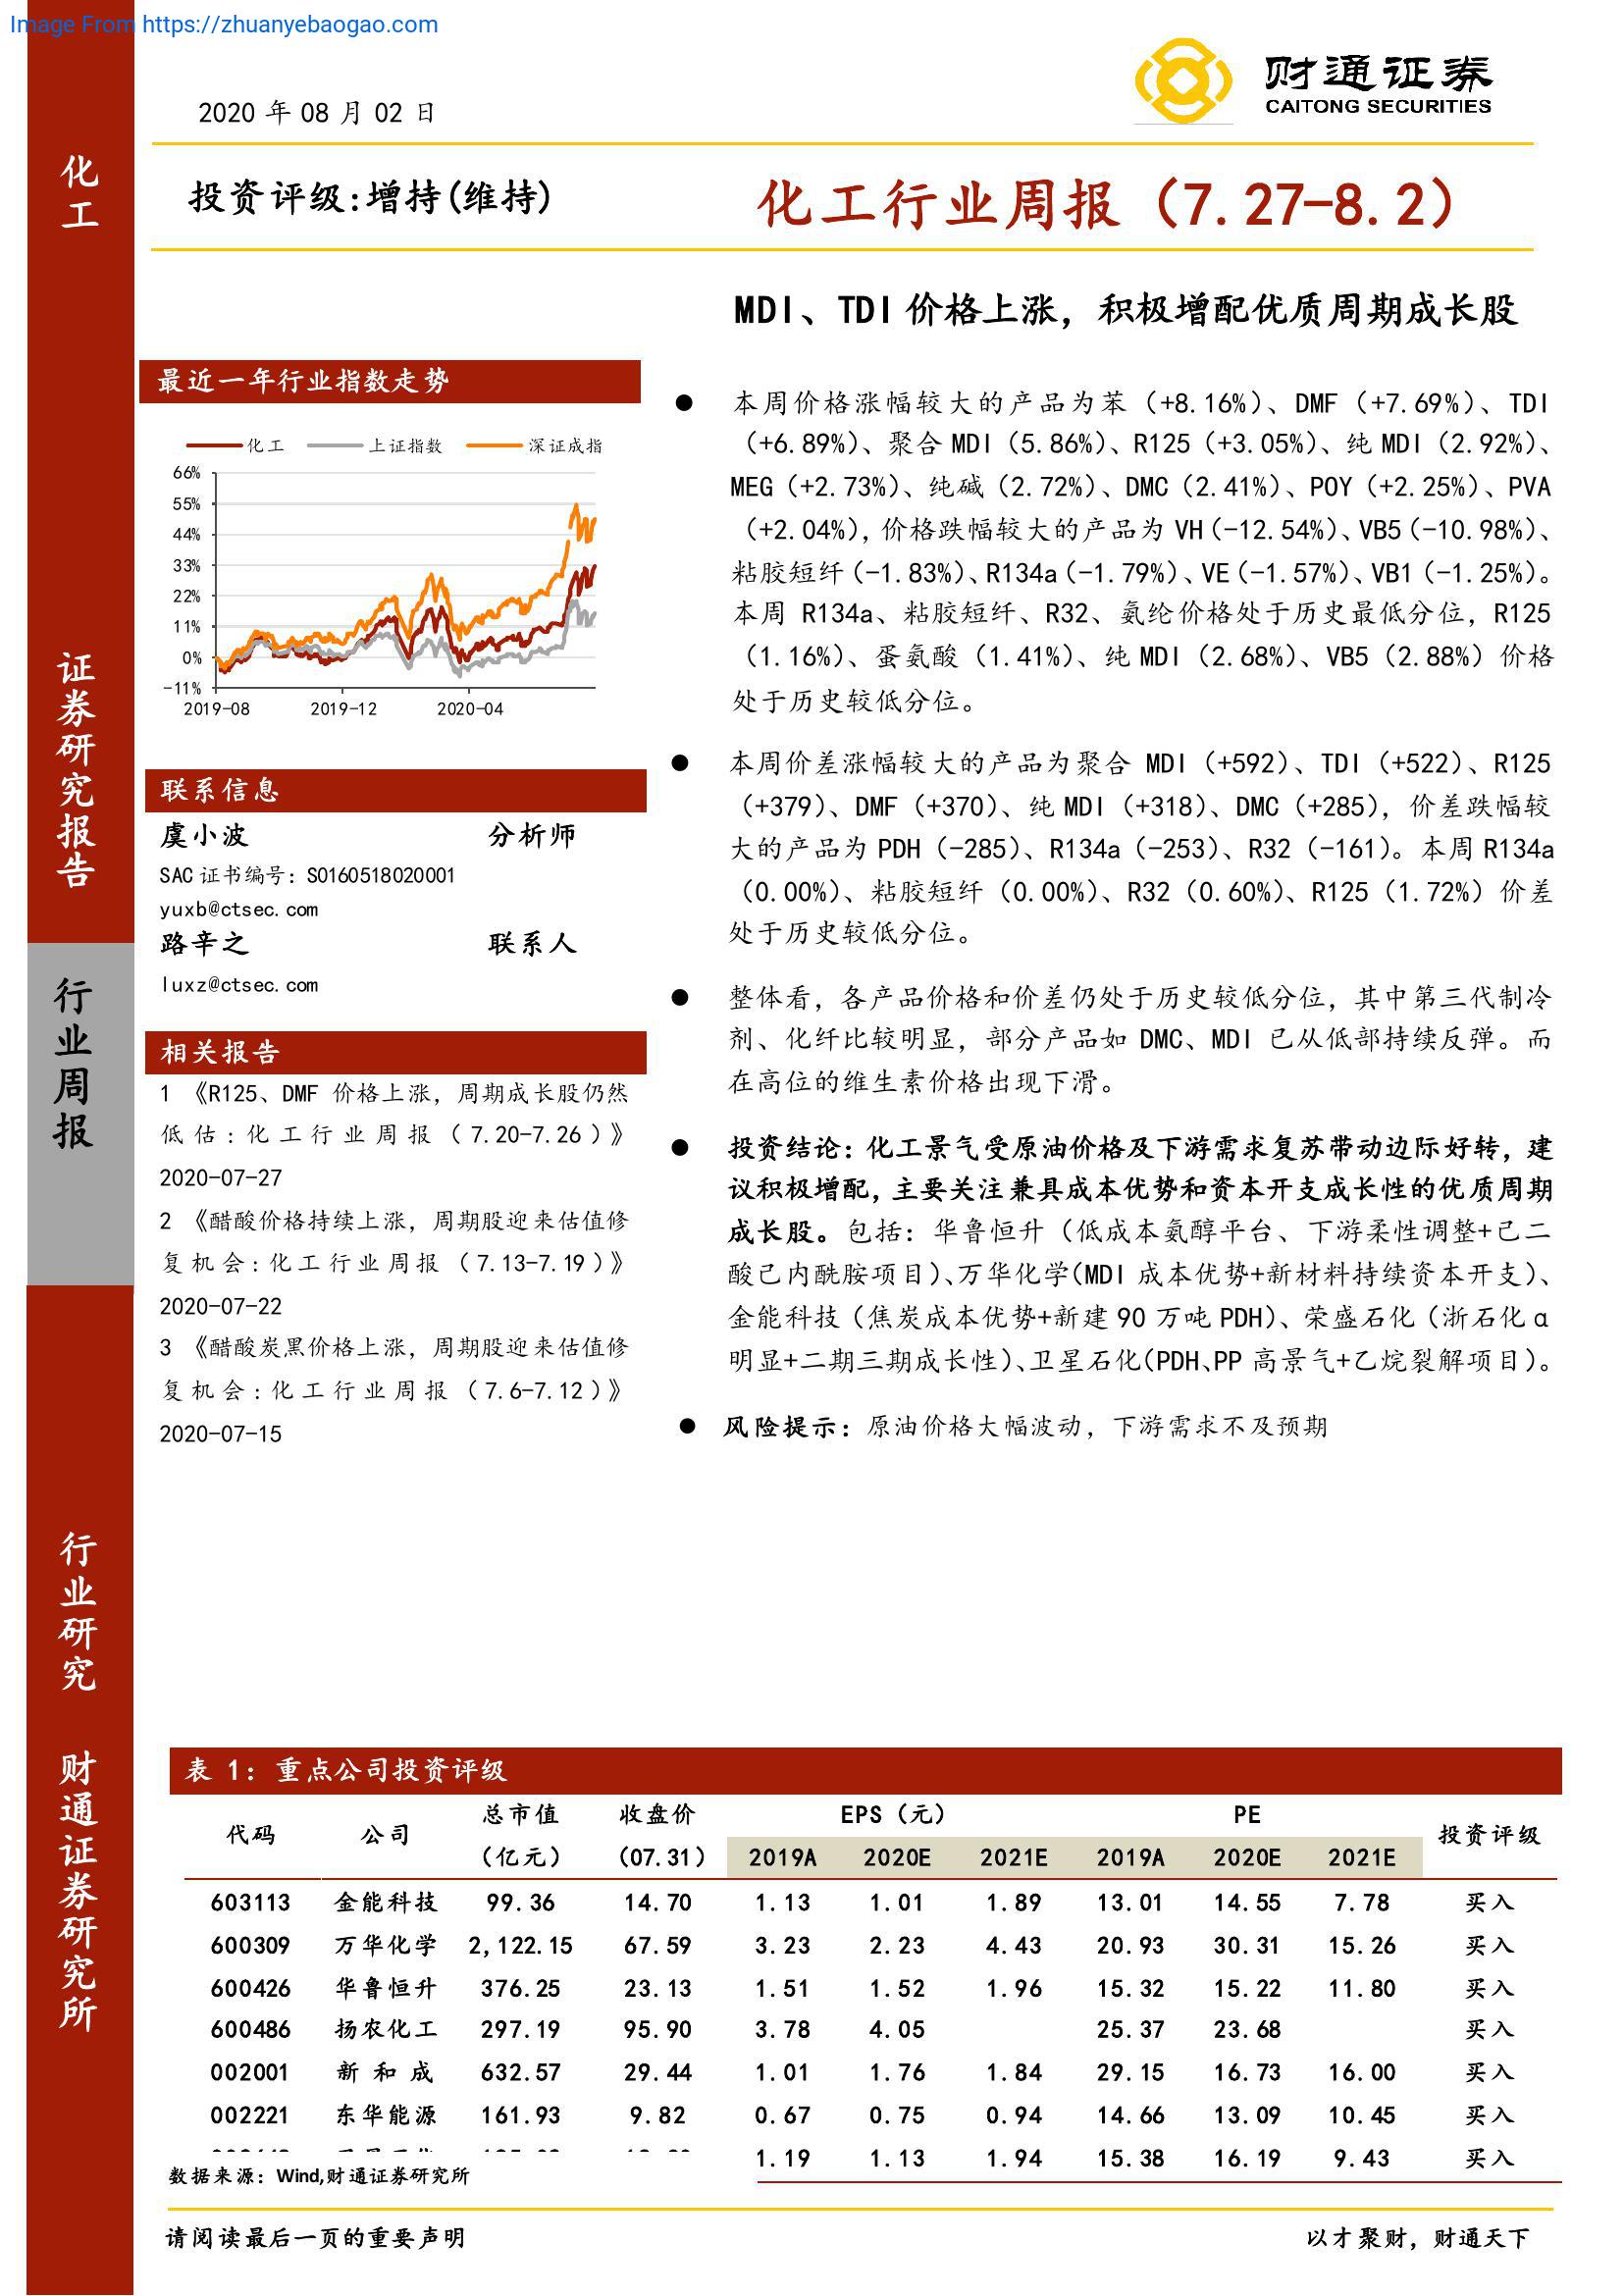 Image From https://zhuanyebaogao.com
财通证券
CAITONG SECURITIES
2020 年 08 月 02 日
化工
投资评级:增持(维持)
化工行业周报（7.27-8.2）
MDI、TDI 价格上涨，积极增配优质周期成长股
最近一年行业指数走势
化工 上证指数 深证成指
66%
55%
44%
33%
22%
11%
0%
-11%
2019-08 2019-12 2020-04
证券研究报告
联系信息
虞小波 分析师
SAC 证书编号：S0160518020001
yuxb@ctsec.com
路辛之 联系人
luxz@ctsec.com
行业周报
相关报告
1 《R125、DMF 价格上涨，周期成长股仍然
低估:化工行业周报（7.20-7.26）》
2020-07-27
2 《醋酸价格持续上涨，周期股迎来估值修
复机会:化工行业周报（7.13-7.19）》
2020-07-22
3 《醋酸炭黑价格上涨，周期股迎来估值修
复机会:化工行业周报（7.6-7.12）》
2020-07-15
● 本周价格涨幅较大的产品为苯（+8.16%）、DMF（+7.69%）、TDI
（+6.89%）、聚合 MDI（5.86%）、R125（+3.05%）、纯 MDI（2.92%）、
MEG（+2.73%）、纯碱（2.72%）、DMC（2.41%）、POY（+2.25%）、PVA
（+2.04%），价格跌幅较大的产品为 VH（-12.54%）、VB5（-10.98%）、
粘胶短纤（-1.83%）、R134a（-1.79%）、VE（-1.57%）、VB1（-1.25%）。
本周 R134a、粘胶短纤、R32、氨纶价格处于历史最低分位，R125
（1.16%）、蛋氨酸（1.41%）、纯 MDI（2.68%）、VB5（2.88%）价格
处于历史较低分位。
● 本周价差涨幅较大的产品为聚合 MDI（+592）、TDI（+522）、R125
（+379）、DMF（+370）、纯 MDI（+318）、DMC（+285），价差跌幅较
大的产品为 PDH（-285）、R134a（-253）、R32（-161）。本周 R134a
（0.00%）、粘胶短纤（0.00%）、R32（0.60%）、R125（1.72%）价差
处于历史较低分位。
● 整体看，各产品价格和价差仍处于历史较低分位，其中第三代制冷
剂、化纤比较明显，部分产品如 DMC、MDI 已从低部持续反弹。而
在高位的维生素价格出现下滑。
● 投资结论：化工景气受原油价格及下游需求复苏带动边际好转，建
议积极增配，主要关注兼具成本优势和资本开支成长性的优质周期
成长股。包括：华鲁恒升（低成本氨醇平台、下游柔性调整+己二
酸己内酰胺项目）、万华化学(MDI 成本优势+新材料持续资本开支)、
金能科技（焦炭成本优势+新建 90 万吨 PDH）、荣盛石化（浙石化 α
明显+二期三期成长性）、卫星石化(PDH、PP 高景气+乙烷裂解项目)。
● 风险提示：原油价格大幅波动，下游需求不及预期
行业研究
财通证券研究所
表 1：重点公司投资评级
代码 公司 总市值 收盘价 EPS（元） PE 投资评级
（亿元） （07.31） 2019A 2020E 2021E 2019A 2020E 2021E
603113 金能科技 99.36 14.70 1.13 1.01 1.89 13.01 14.55 7.78 买入
600309 万华化学 2,122.15 67.59 3.23 2.23 4.43 20.93 30.31 15.26 买入
600426 华鲁恒升 376.25 23.13 1.51 1.52 1.96 15.32 15.22 11.80 买入
600486 扬农化工 297.19 95.90 3.78 4.05 25.37 23.68 买入
002001 新和成 632.57 29.44 1.01 1.76 1.84 29.15 16.73 16.00 买入
002221 东华能源 161.93 9.82 0.67 0.75 0.94 14.66 13.09 10.45 买入
1.19 1.13 1.94 15.38 16.19 9.43 买入
数据来源：Wind,财通证券研究所
请阅读最后一页的重要声明
以才聚财，财通天下